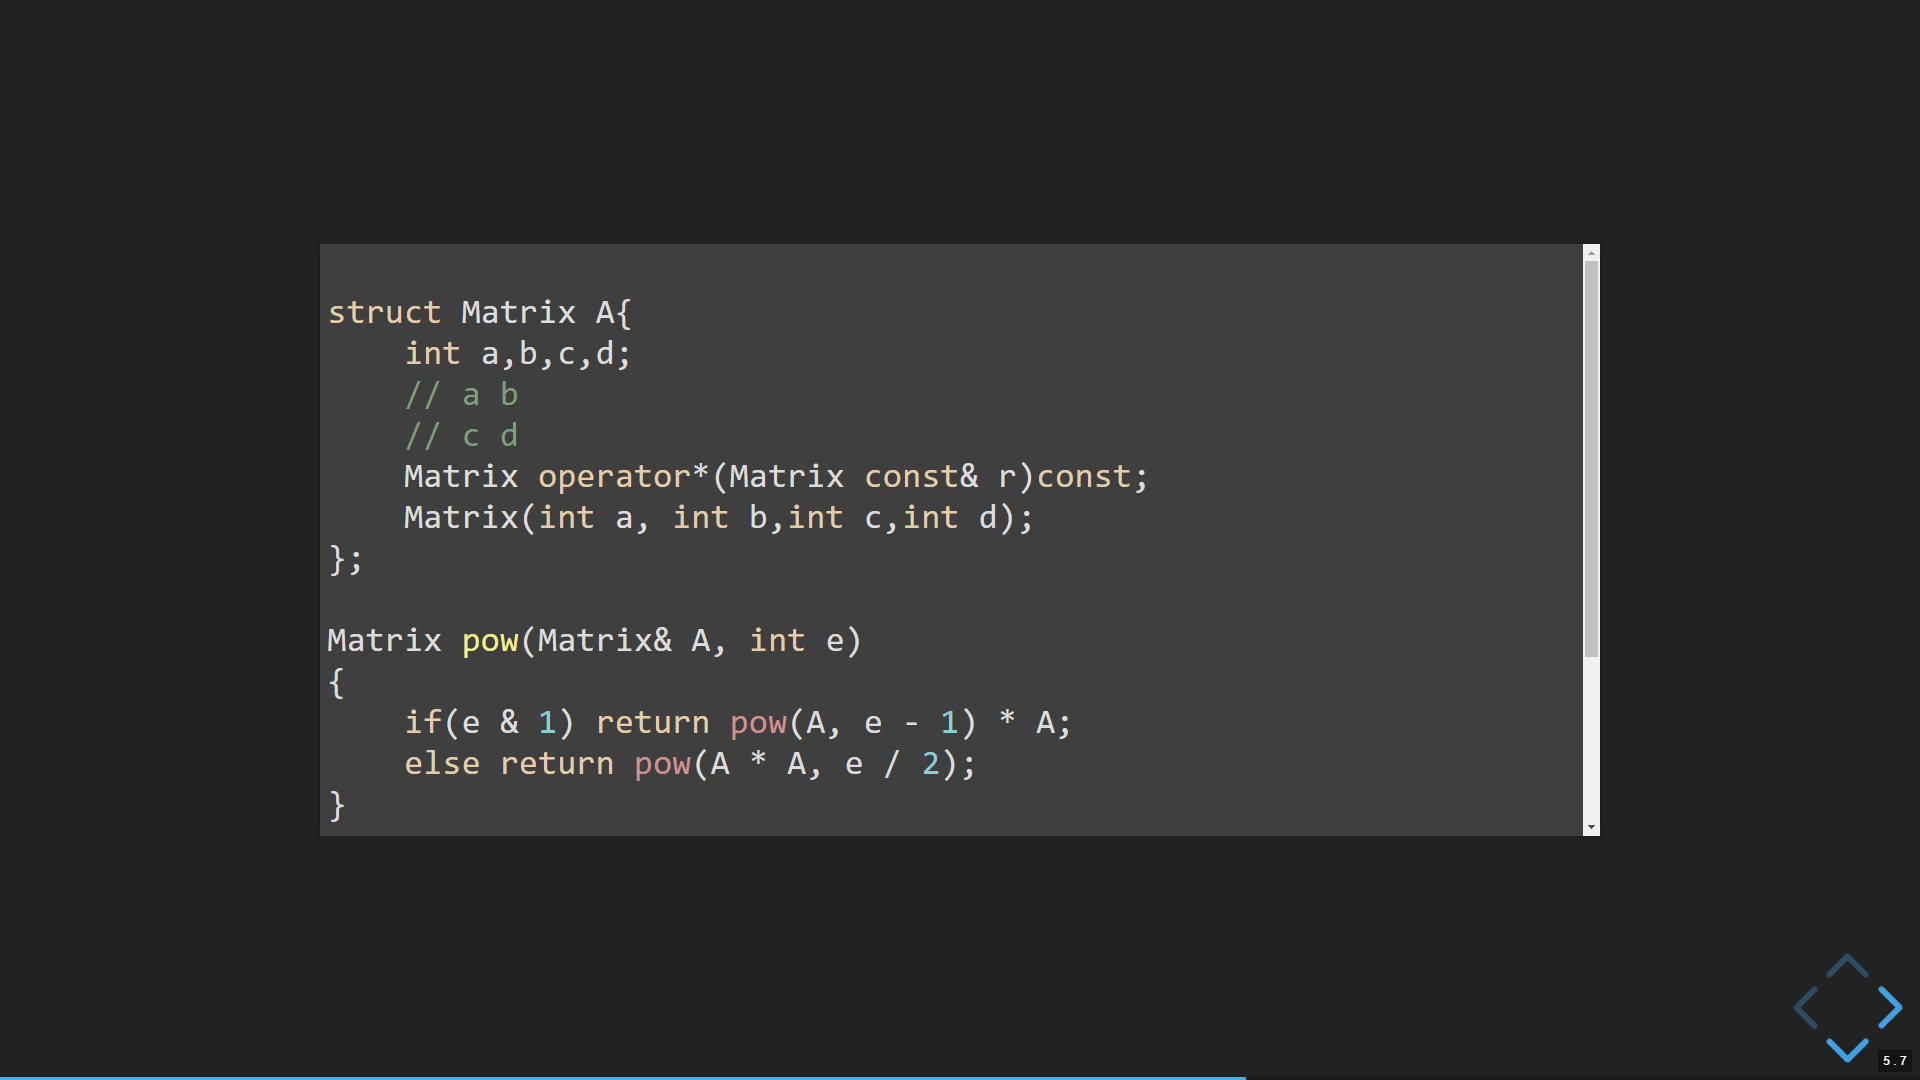 struct Matrix A{
    int a,b,c,d;
    // a b
    // c d
    Matrix operator*(Matrix const& r)const;
    Matrix(int a, int b,int c,int d);
};

Matrix pow(Matrix& A, int e)
{
    if(e & 1) return pow(A, e - 1) * A;
    else return pow(A * A, e / 2);
}
5.7